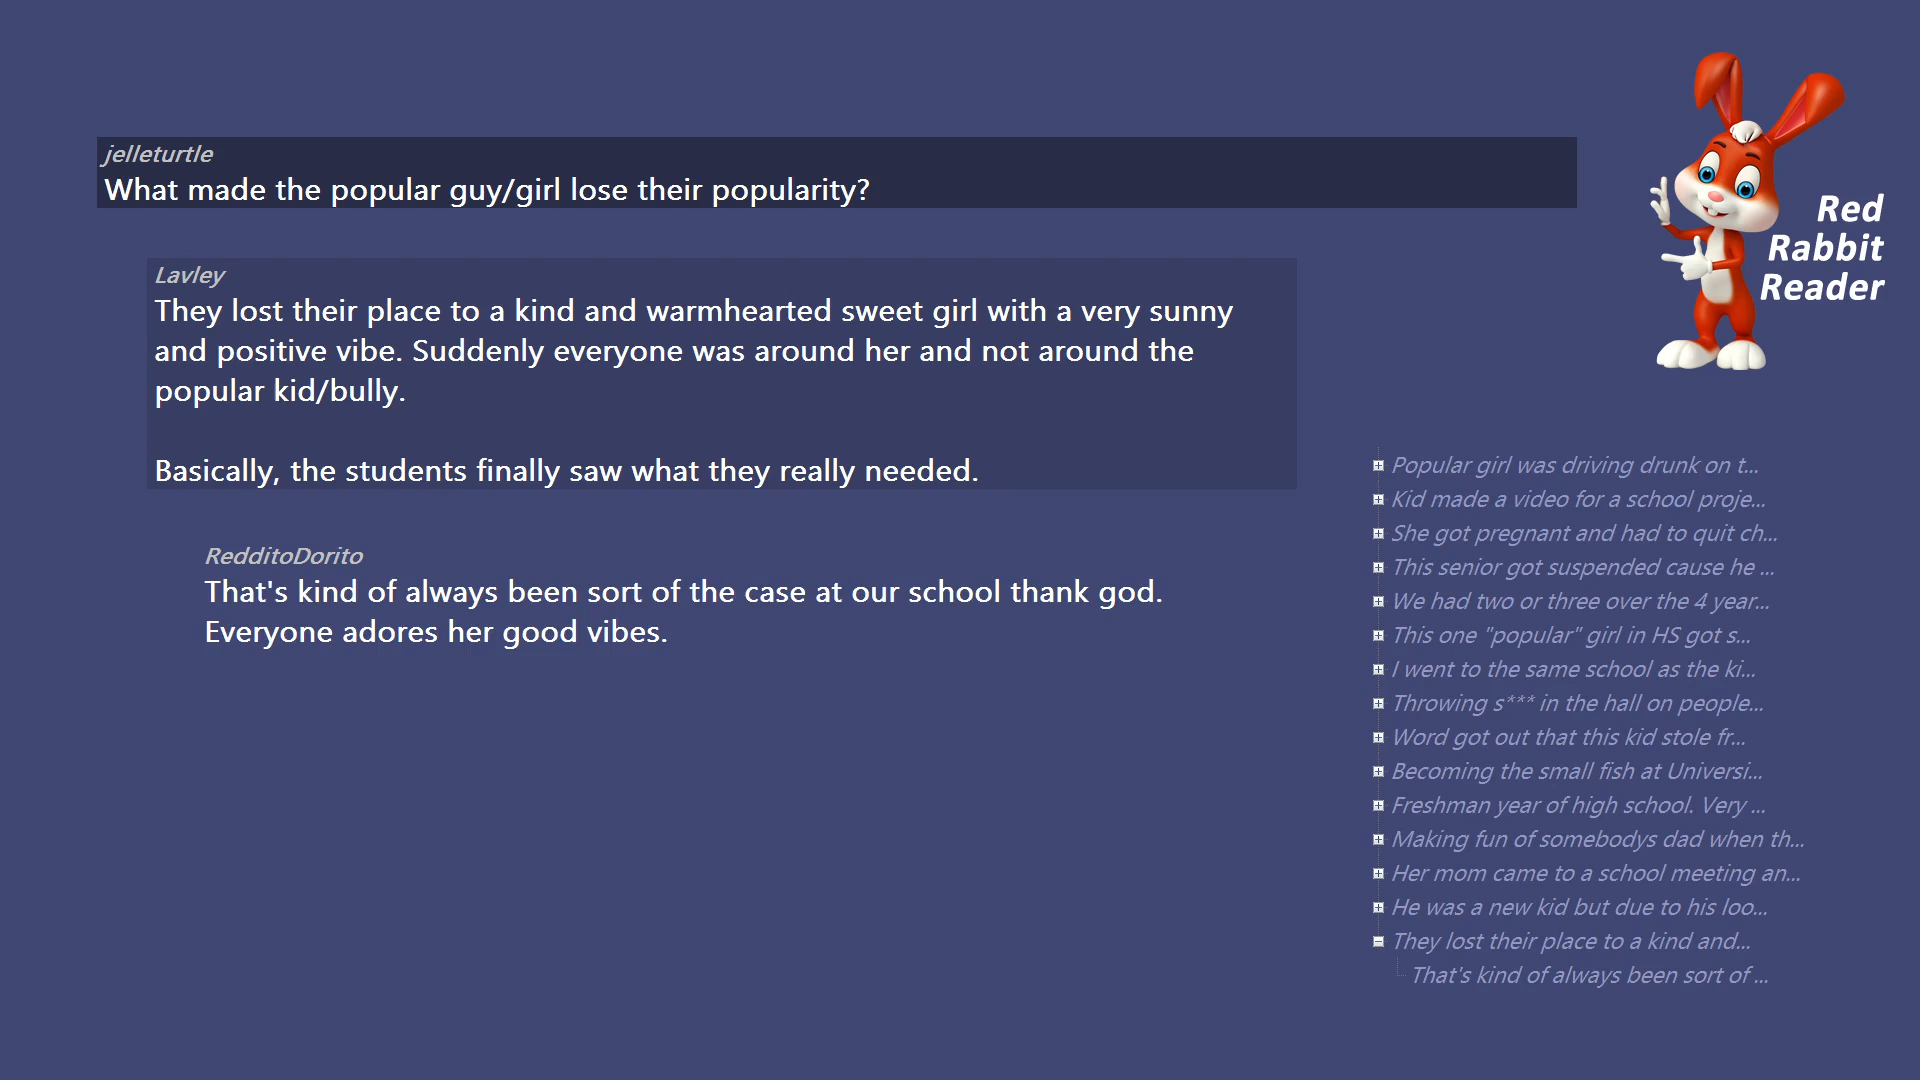 jelleturtle
What made the popular guy/girl lose their popularity?
Lavley
They lost their place to a kind and warmhearted sweet girl with a very sunny
and positive vibe. Suddenly everyone was around her and not around the
popular kid/bully.
Basically, the students finally saw what they really needed.
RedditoDorito
That's kind of always been sort of the case at our school thank god.
Everyone adores her good vibes.
Red
Rabbit
Reader
Popular girl was driving drunk on t...
Kid made a video for a school proje...
She got pregnant and had to quit ch...
This senior got suspended cause he ...
We had two or three over the 4 year...
This one "popular" girl in HS got s...
I went to the same school as the ki...
Throwing s*** in the hall on people...
Word got out that this kid stole fr...
Becoming the small fish at Universi...
Freshman year of high school. Very ...
Making fun of somebodys dad when th...
Her mom came to a school meeting an...
He was a new kid but due to his loo...
They lost their place to a kind and...
That's kind of always been sort of ...